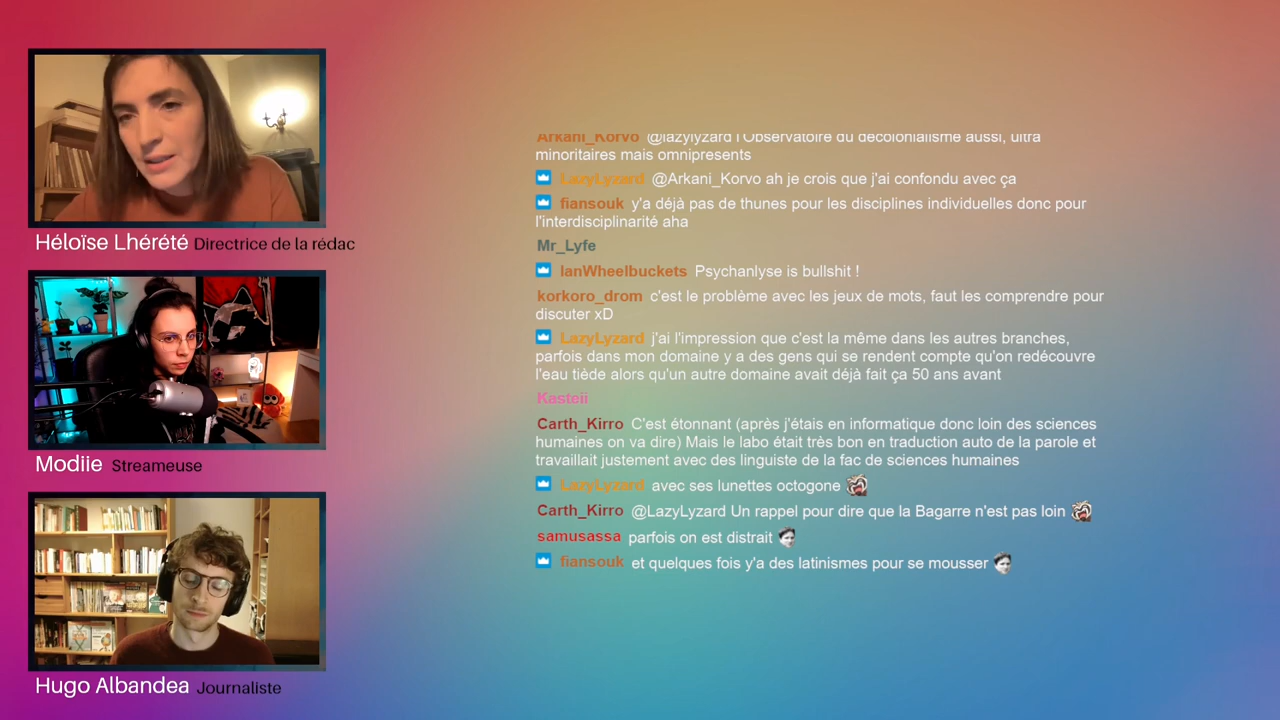 Héloïse Lhérété Directrice de la rédac
Modiie Streameuse
Hugo Albandea Journaliste
Arkani_Korvo @lazylyzard l'Observatoire du décolonialisme aussi, ultra
minoritaires mais omnipresents
LazyLyzard @Arkani_Korvo ah je crois que j'ai confondu avec ça
fiansouk y'a déjà pas de thunes pour les disciplines individuelles donc pour
l'interdisciplinarité aha
Mr_Lyfe
IanWheelbuckets Psychanlyse is bullshit !
korkoro_drom c'est le problème avec les jeux de mots, faut les comprendre pour
discuter xD
LazyLyzard j'ai l'impression que c'est la même dans les autres branches,
parfois dans mon domaine y a des gens qui se rendent compte qu'on redécouvre
l'eau tiède alors qu'un autre domaine avait déjà fait ça 50 ans avant
Kasteii
Carth_Kirro C'est étonnant (après j'étais en informatique donc loin des sciences
humaines on va dire) Mais le labo était très bon en traduction auto de la parole et
travaillait justement avec des linguiste de la fac de sciences humaines
LazyLyzard avec ses lunettes octogone
Carth_Kirro @LazyLyzard Un rappel pour dire que la Bagarre n'est pas loin
samusassa parfois on est distrait
fiansouk et quelques fois y'a des latinismes pour se mousser